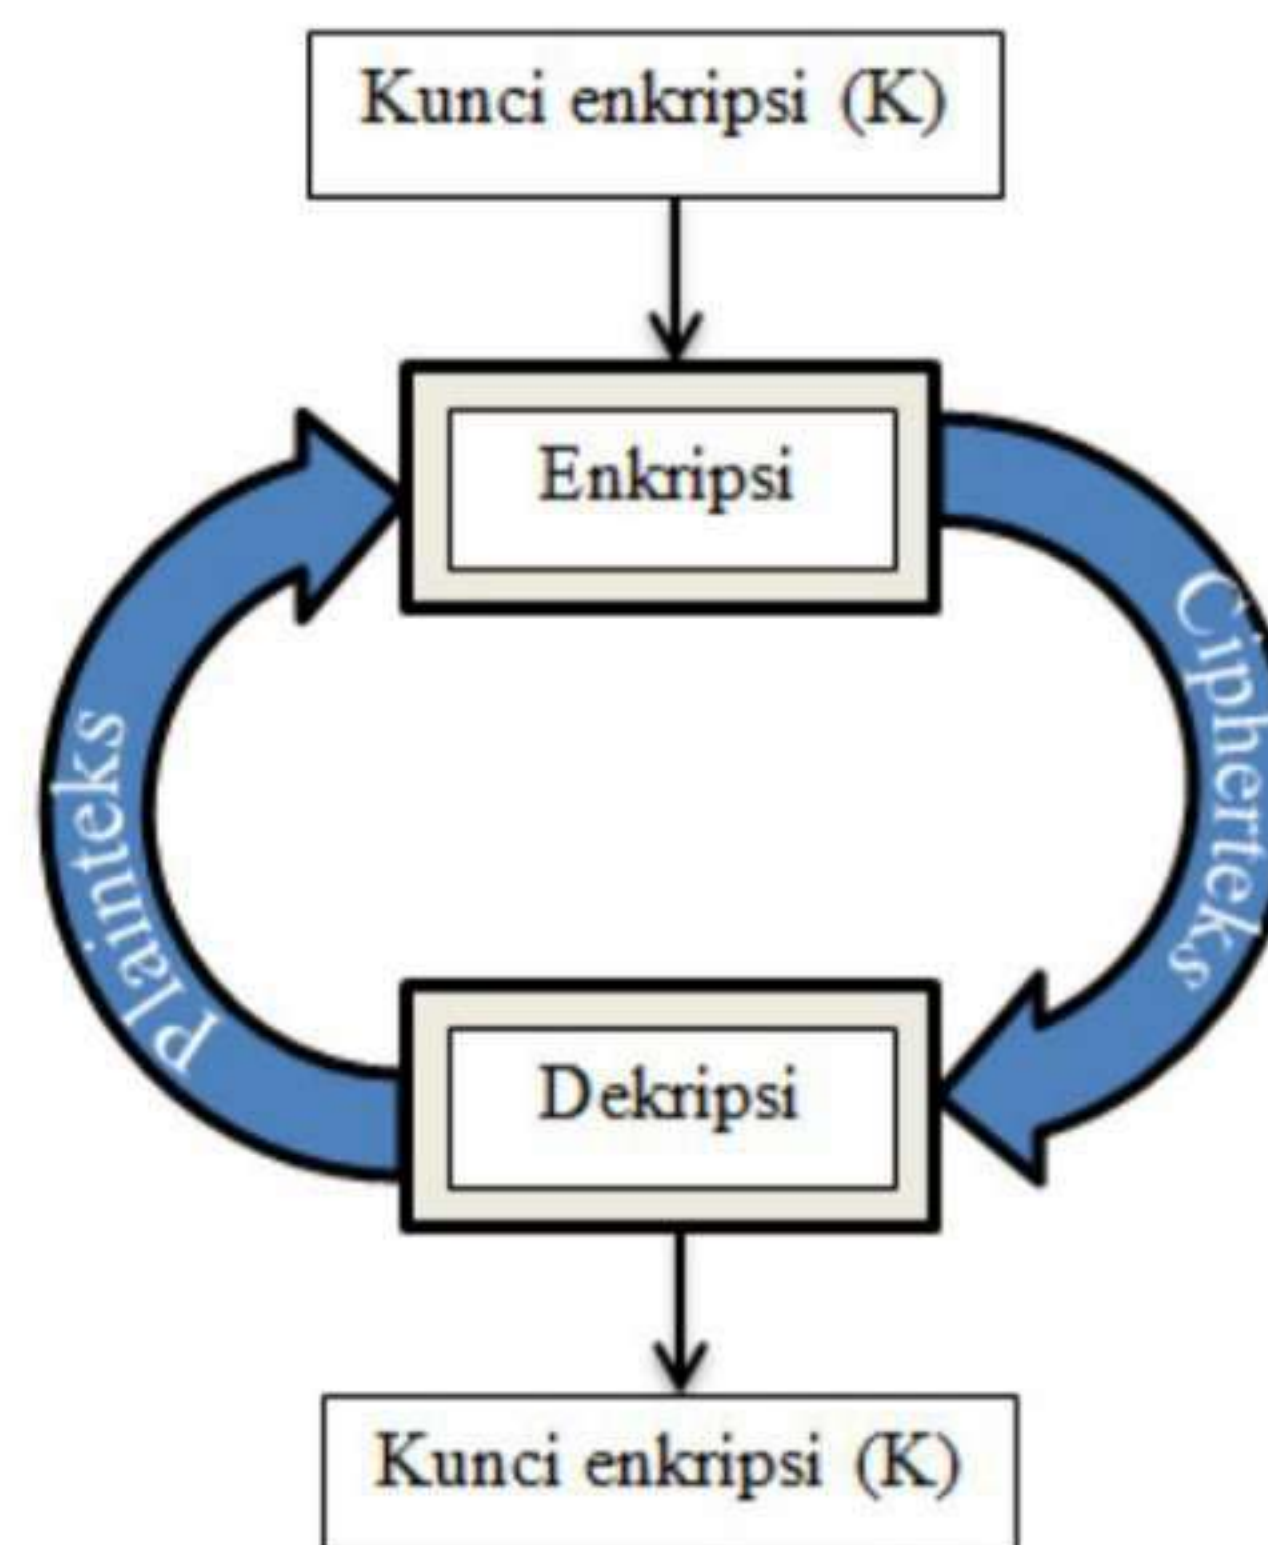 Kunci enkripsi (K)
Enkripsi
Cipherteks
Plainteks
Dekripsi
Kunci enkripsi (K)